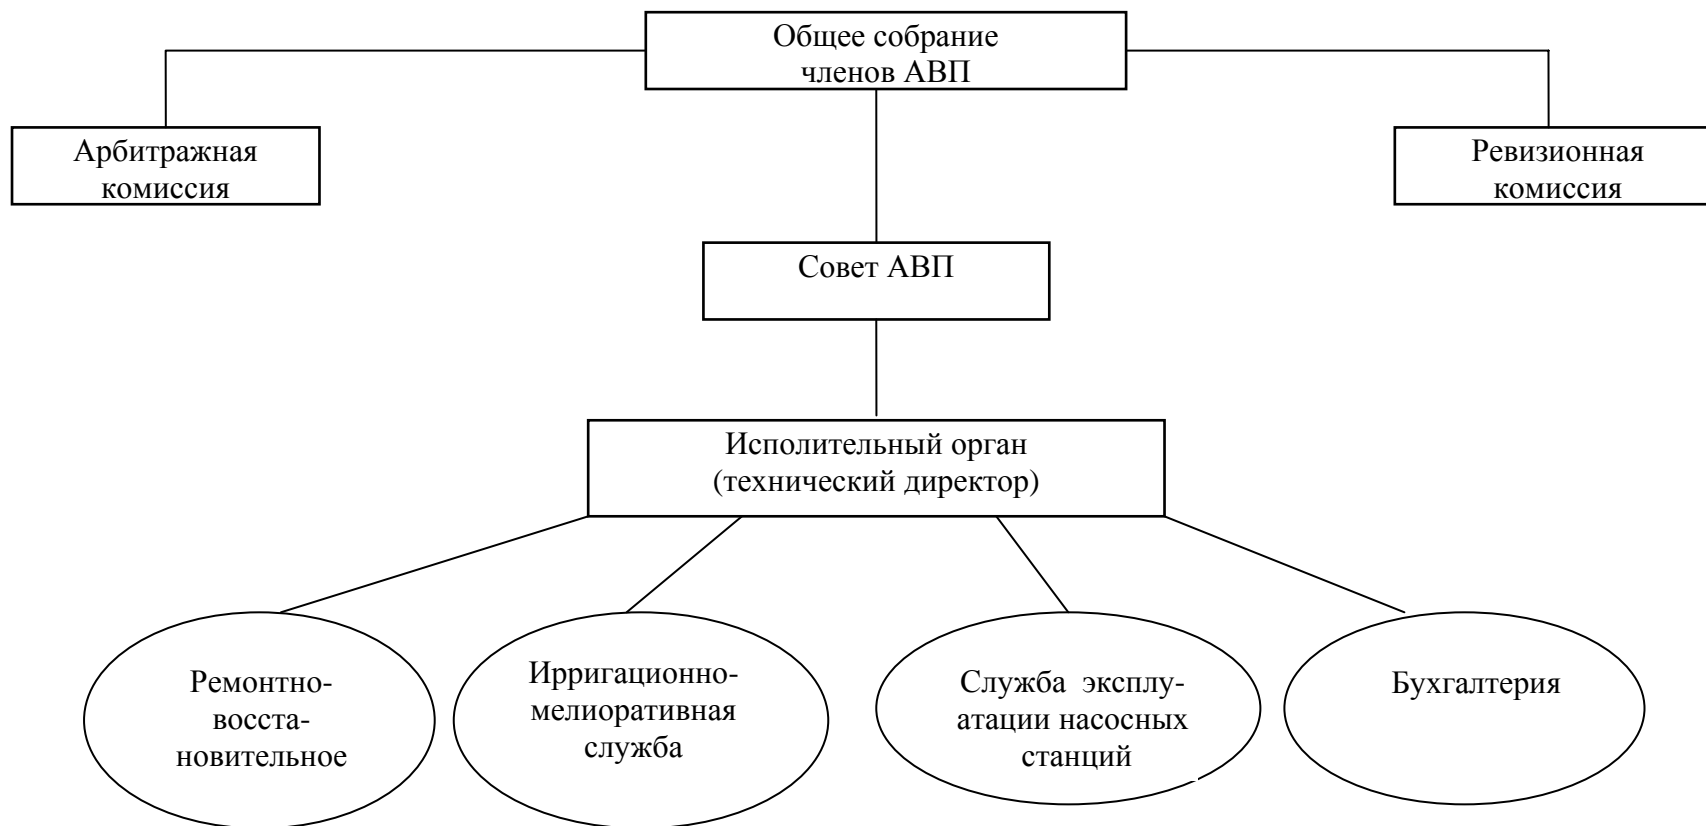 Общее собрание
членов АВП
Арбитражная
комиссия
Ревизионная
комиссия
Совет АВП
Исполительный орган
(технический директор)
Ремонтно-
восста-
новительное
Ирригационно-
мелиоративная
служба
Служба эксплу-
атации насосных
станций
Бухгалтерия